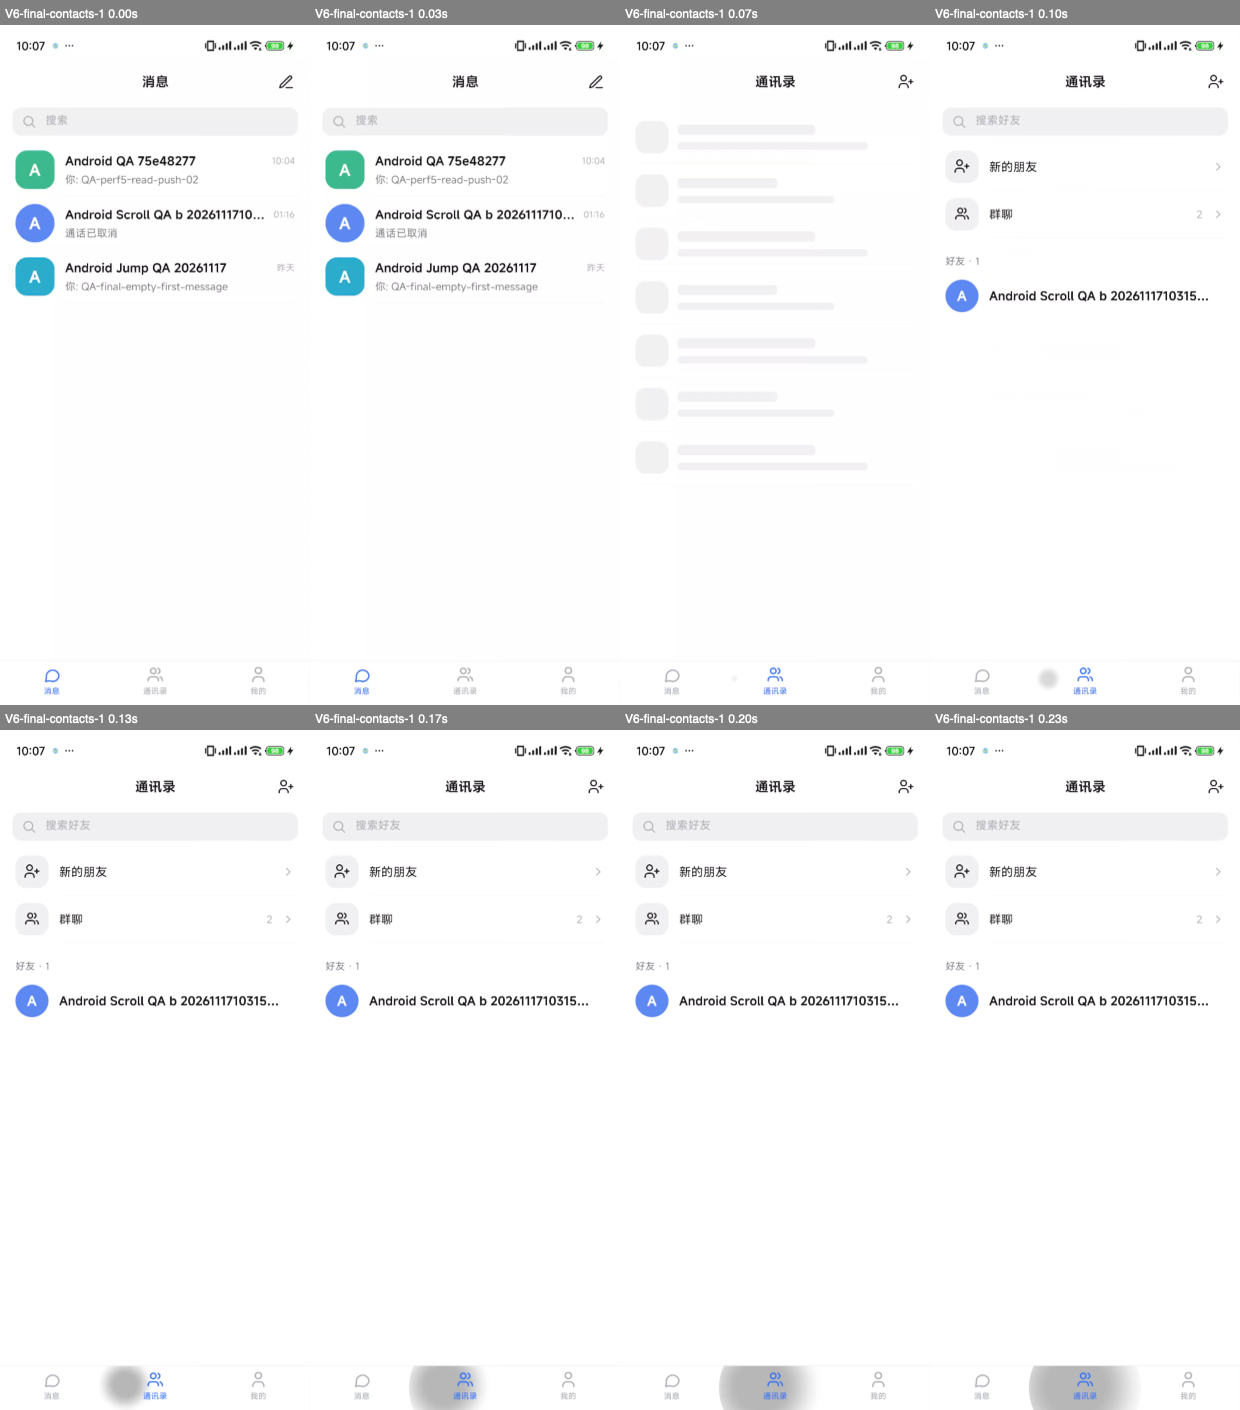 V6-final-contacts-1 0.00s
10:07 ···
98
消息
搜索
A
Android QA 75e48277
10:04
你: QA-perf5-read-push-02
A
Android Scroll QA b 2026111710...
01:16
通话已取消
A
Android Jump QA 20261117
昨天
你: QA-final-empty-first-message
消息
通讯录
我的
V6-final-contacts-1 0.03s
10:07 ···
98
消息
搜索
A
Android QA 75e48277
10:04
你: QA-perf5-read-push-02
A
Android Scroll QA b 2026111710...
01:16
通话已取消
A
Android Jump QA 20261117
昨天
你: QA-final-empty-first-message
消息
通讯录
我的
V6-final-contacts-1 0.07s
10:07 ···
98
通讯录
消息
通讯录
我的
V6-final-contacts-1 0.10s
10:07 ···
98
通讯录
搜索好友
新的朋友
群聊
2
好友 · 1
A
Android Scroll QA b 2026111710315...
消息
通讯录
我的
V6-final-contacts-1 0.13s
10:07 ···
98
通讯录
搜索好友
新的朋友
群聊
2
好友 · 1
A
Android Scroll QA b 2026111710315...
消息
通讯录
我的
V6-final-contacts-1 0.17s
10:07 ···
98
通讯录
搜索好友
新的朋友
群聊
2
好友 · 1
A
Android Scroll QA b 2026111710315...
消息
通讯录
我的
V6-final-contacts-1 0.20s
10:07 ···
98
通讯录
搜索好友
新的朋友
群聊
2
好友 · 1
A
Android Scroll QA b 2026111710315...
消息
通讯录
我的
V6-final-contacts-1 0.23s
10:07 ···
98
通讯录
搜索好友
新的朋友
群聊
2
好友 · 1
A
Android Scroll QA b 2026111710315...
消息
通讯录
我的